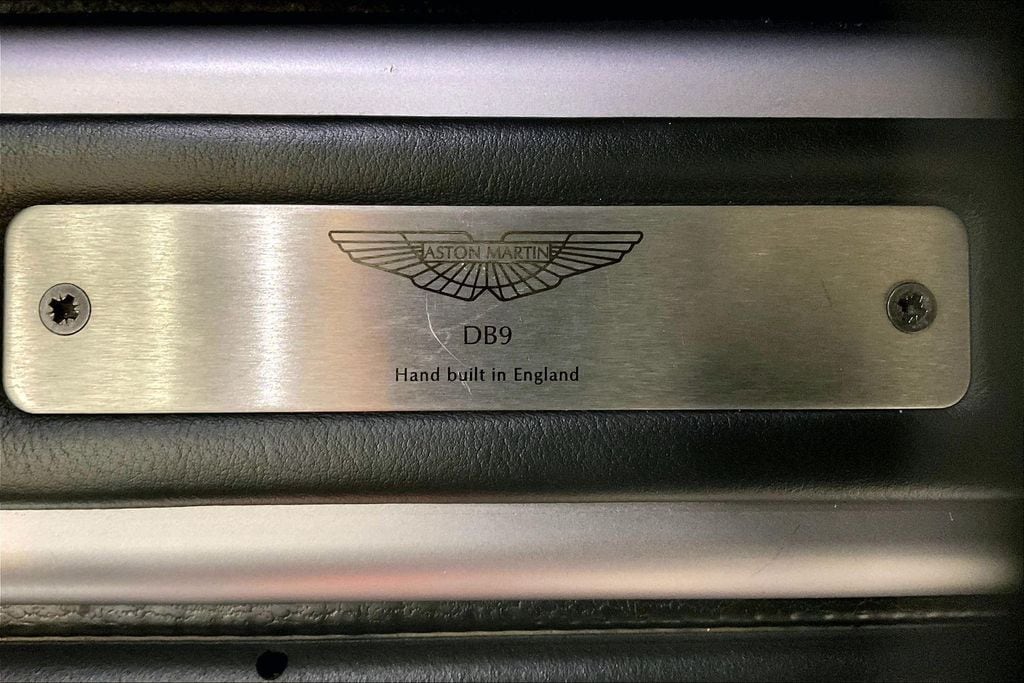 ASTON MARTIN
DB9
Hand built in England